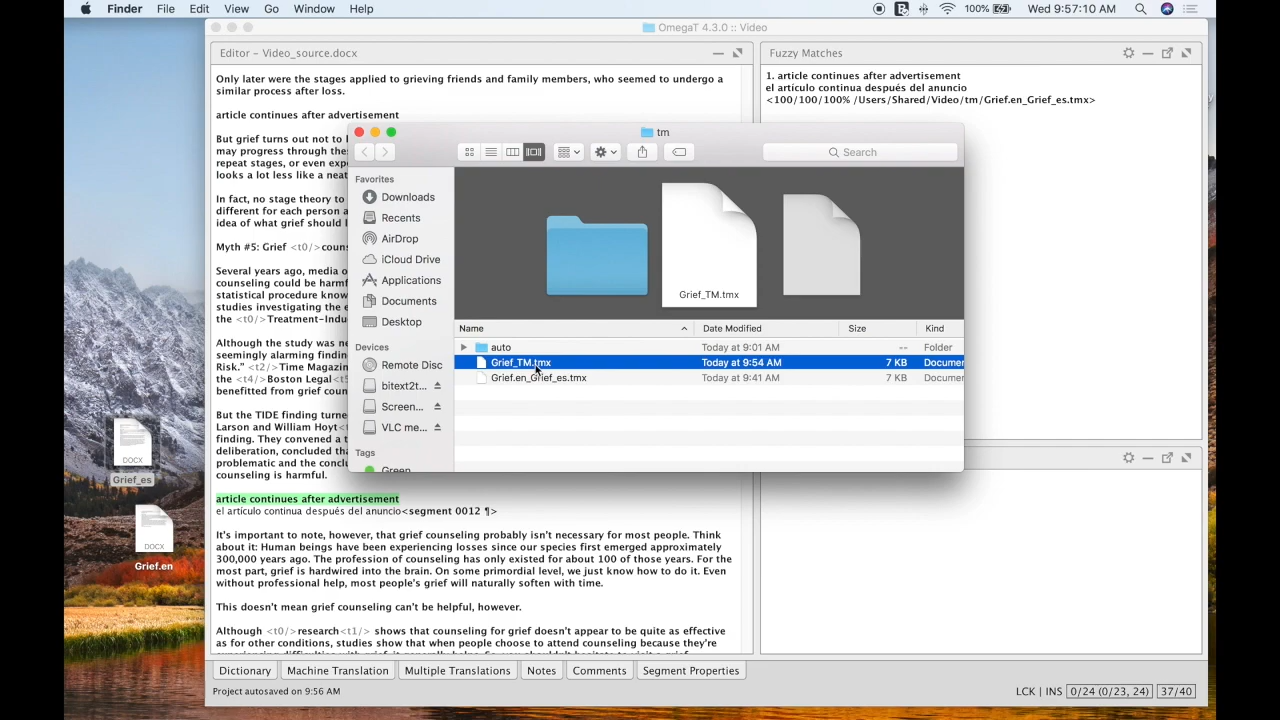 Finder File Edit View Go Window Help
100% Wed 9:57:10 AM
OmegaT 4.3.0 :: Video
Editor – Video_source.docx
Only later were the stages applied to grieving friends and family members, who seemed to undergo a
similar process after loss.
article continues after advertisement
But grief turns out not to
may progress through thes
repeat stages, or even exp
looks a lot less like a neat
In fact, no stage theory to
different for each person a
idea of what grief should l
Myth #5: Grief <t0/>couns
Several years ago, media o
counseling could be harmf
statistical procedure know
studies investigating the e
the <t0/>Treatment-Indu
Although the study was ne
seemingly alarming finding
Risk." <t2/>Time Magazin
the <t4/>Boston Legal<t5
benefitted from grief coun
But the TIDE finding turne
Larson and William Hoyt<t
finding. They convened a t
deliberation, concluded tha
problematic and the conclu
counseling is harmful.
article continues after advertisement
el artículo continua después del anuncio<segment 0012 ¶>
It's important to note, however, that grief counseling probably isn't necessary for most people. Think
about it: Human beings have been experiencing losses since our species first emerged approximately
300,000 years ago. The profession of counseling has only existed for about 100 of those years. For the
most part, grief is hardwired into the brain. On some primordial level, we just know how to do it. Even
without professional help, most people's grief will naturally soften with time.
This doesn't mean grief counseling can't be helpful, however.
Although <t0/>research<t1/> shows that counseling for grief doesn't appear to be quite as effective
as for other conditions, studies show that when people choose to attend counseling because they're
Fuzzy Matches
1. article continues after advertisement
el artículo continua después del anuncio
<100/100/100% /Users/Shared/Video/tm/Grief.en_Grief_es.tmx>
tm
Search
Favorites
Downloads
Recents
AirDrop
iCloud Drive
Applications
Documents
Desktop
Devices
Remote Disc
bitext2t...
Screen...
VLC me...
Tags
Green
Grief_TM.tmx
Name Date Modified Size Kind
auto Today at 9:01 AM -- Folder
Grief_TM.tmx Today at 9:54 AM 7 KB Documer
Grief.en_Grief_es.tmx Today at 9:41 AM 7 KB Documer
DOCX
Grief_es
DOCX
Grief.en
Dictionary Machine Translation Multiple Translations Notes Comments Segment Properties
Project autosaved on 9:56 AM
LCK | INS 0/24 (0/23, 24) 37/40